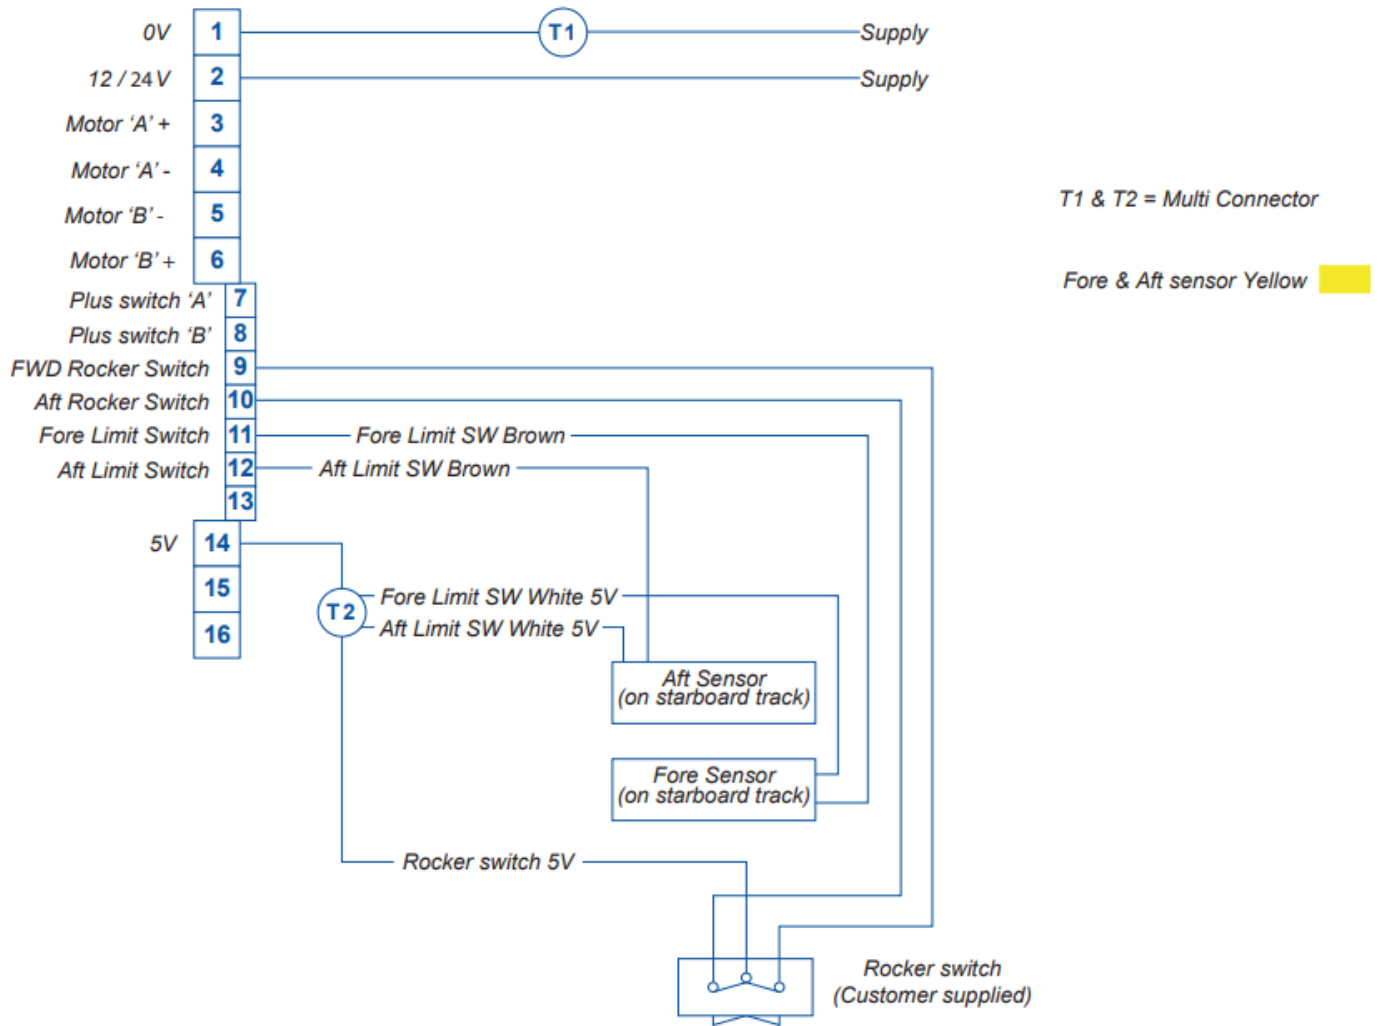 0V 1 T1 Supply
12 / 24V 2 Supply
Motor ‘A’ + 3
Motor ‘A’ - 4
T1 & T2 = Multi Connector
Motor ‘B’ - 5
Motor ‘B’ + 6
Fore & Aft sensor Yellow
Plus switch ‘A’ 7
Plus switch ‘B’ 8
FWD Rocker Switch 9
Aft Rocker Switch 10
Fore Limit Switch 11 Fore Limit SW Brown
Aft Limit Switch 12 Aft Limit SW Brown
13
5V 14
15
Fore Limit SW White 5V
T2
Aft Limit SW White 5V
16
Aft Sensor
(on starboard track)
Fore Sensor
(on starboard track)
Rocker switch 5V
Rocker switch
(Customer supplied)